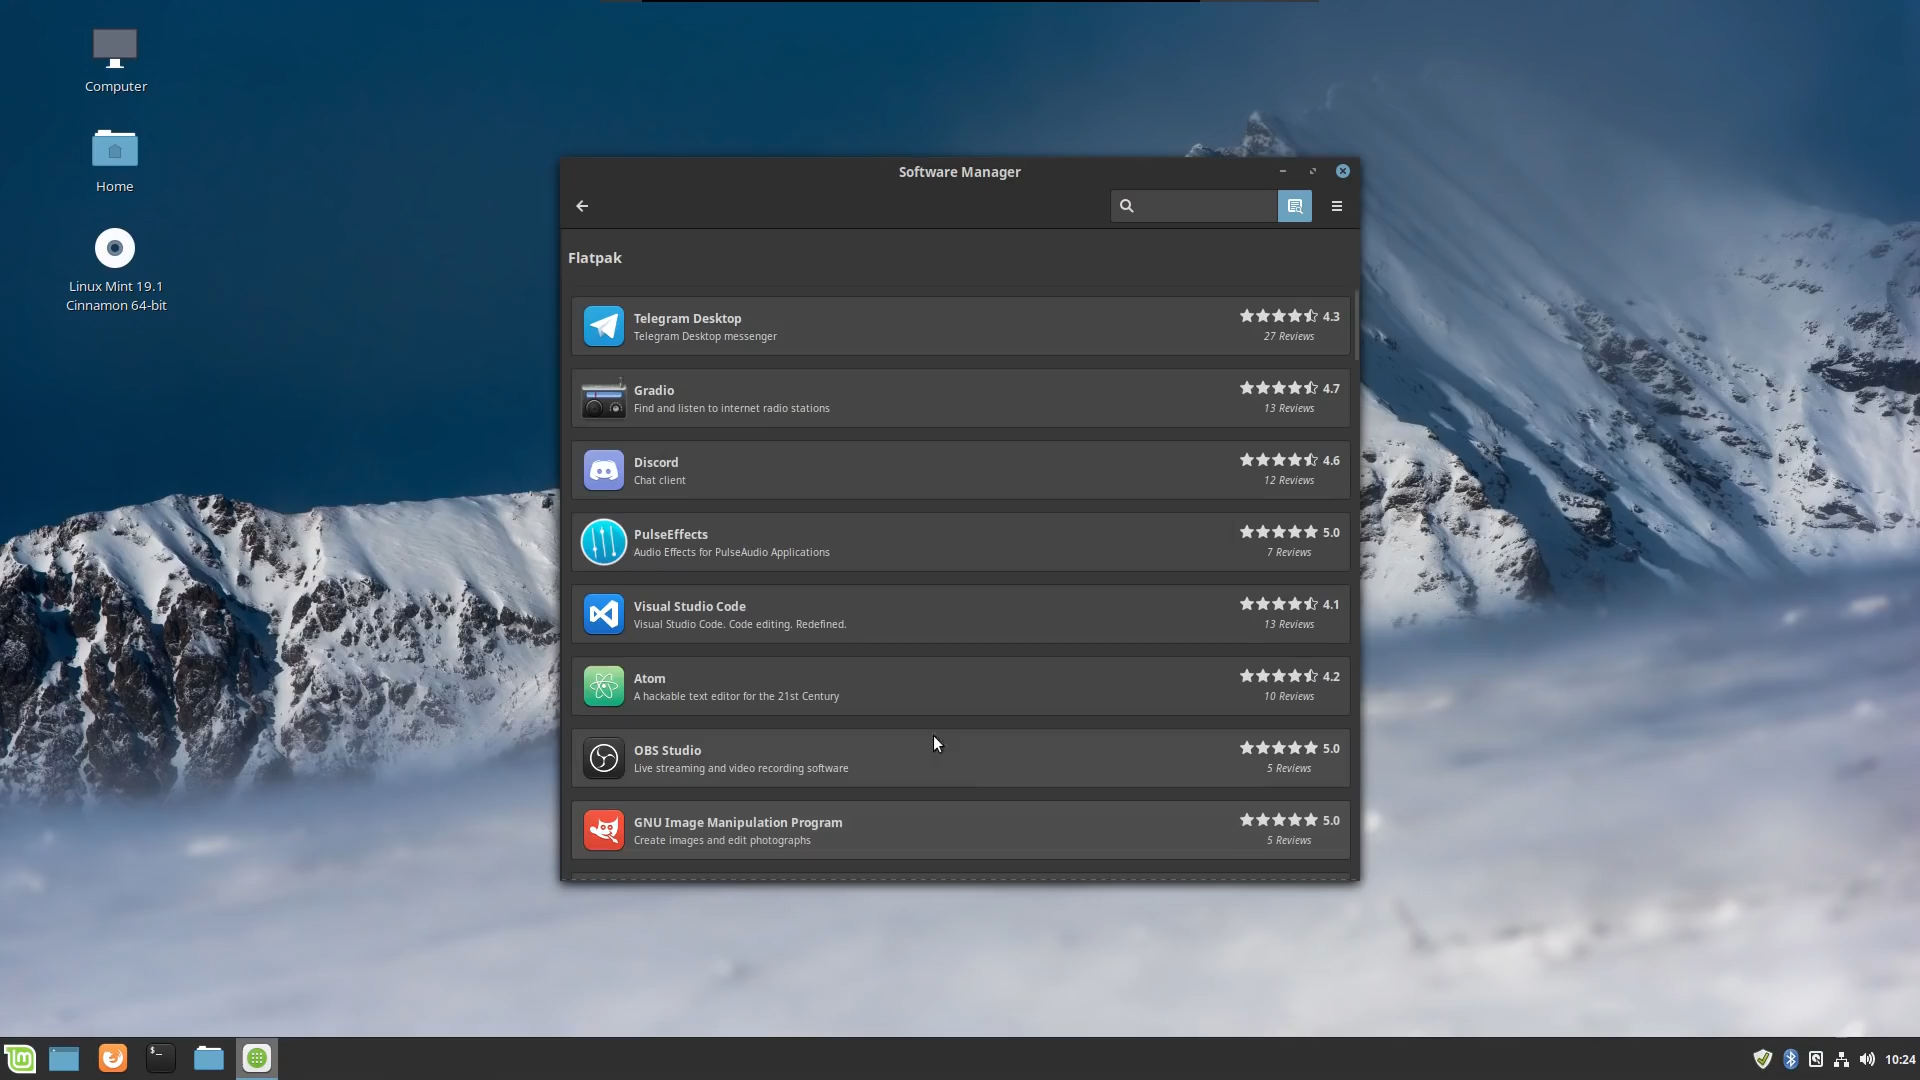 Computer
Home
Linux Mint 19.1
Cinnamon 64-bit
Software Manager
Flatpak
Telegram Desktop
Telegram Desktop messenger
4.3
27 Reviews
Gradio
Find and listen to internet radio stations
4.7
13 Reviews
Discord
Chat client
4.6
12 Reviews
PulseEffects
Audio Effects for PulseAudio Applications
5.0
7 Reviews
Visual Studio Code
Visual Studio Code. Code editing. Redefined.
4.1
13 Reviews
Atom
A hackable text editor for the 21st Century
4.2
10 Reviews
OBS Studio
Live streaming and video recording software
5.0
5 Reviews
GNU Image Manipulation Program
Create images and edit photographs
5.0
5 Reviews
$_
10:24